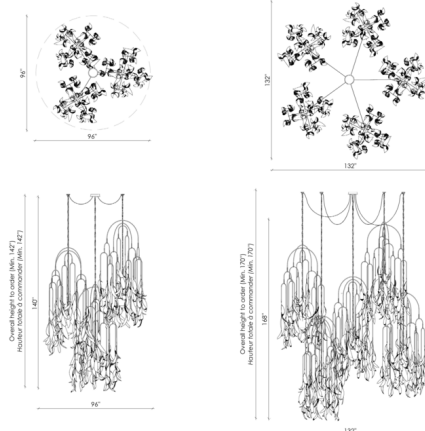 96"
96"
132"
132"
Overall height to order (Min. 142")
Hauteur totale à commander (Min. 142")
140"
96"
Overall height to order (Min. 170")
Hauteur totale à commander (Min. 170")
168"
132"